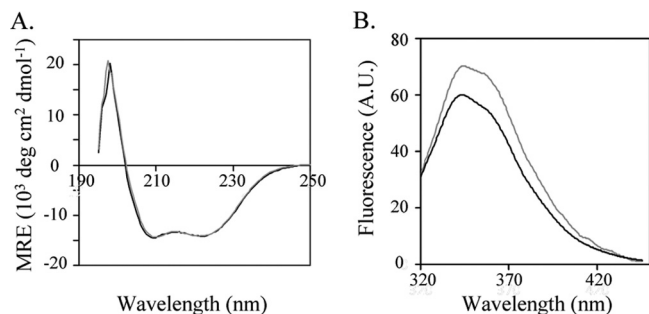 A.
MRE (10³ deg cm² dmol⁻¹)
20
10
0
-10
-20
190
210
230
250
Wavelength (nm)
B.
Fluorescence (A.U.)
80
60
40
20
0
320
370
420
Wavelength (nm)